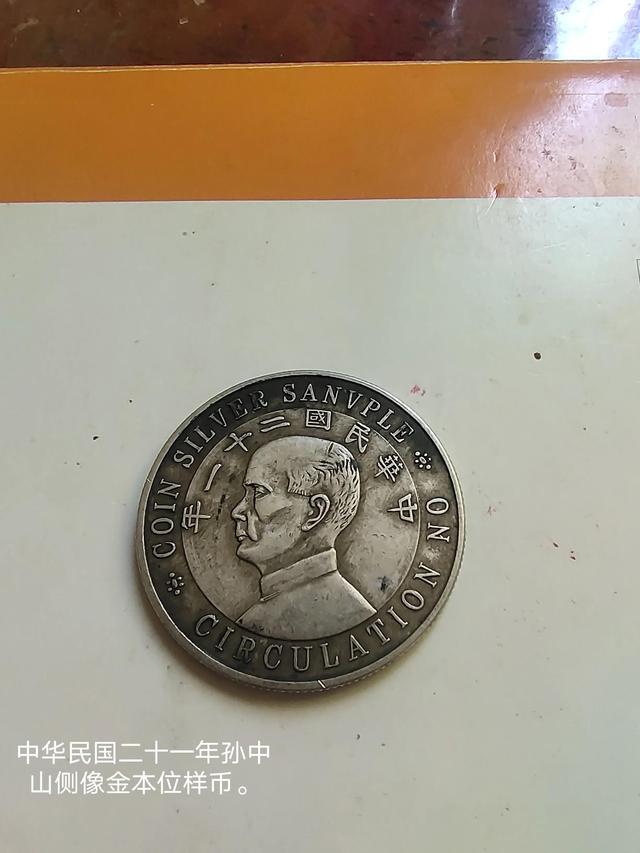 COIN SILVER SANVPLE
中華民國二十一年
CIRCULATION NO
中华民国二十一年孙中
山侧像金本位样币。